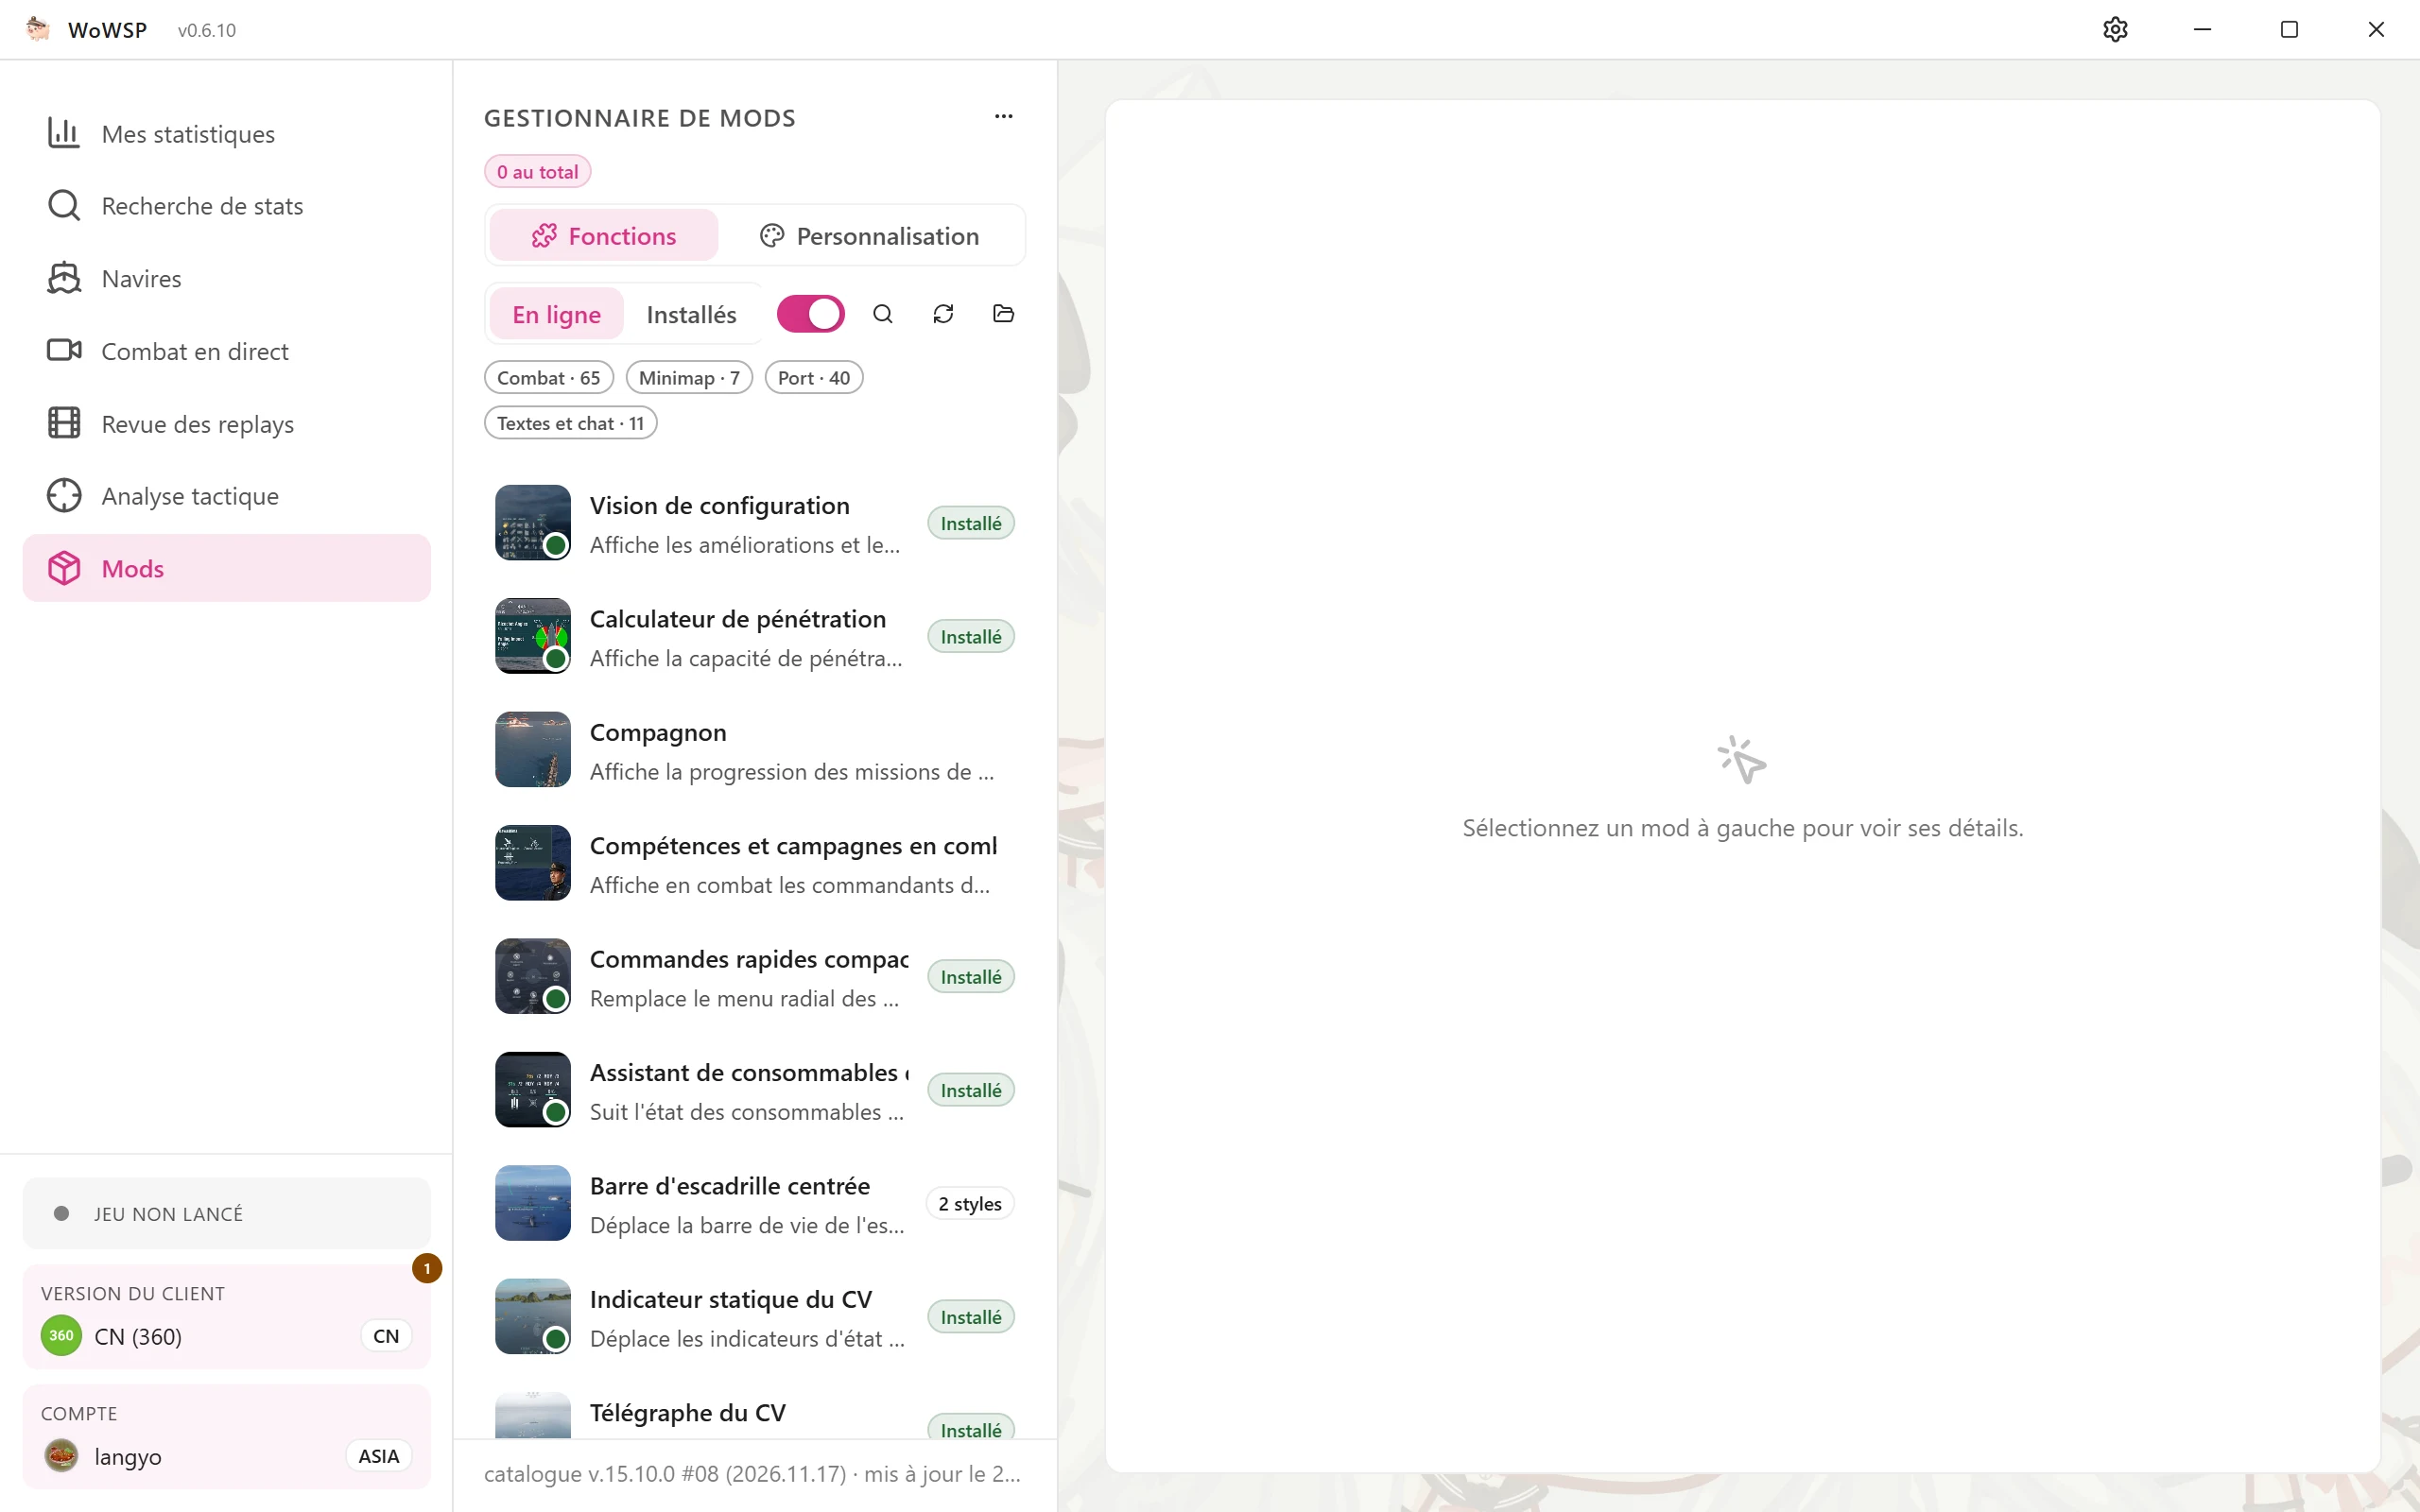 WoWSP v0.6.10
Mes statistiques
Recherche de stats
Navires
Combat en direct
Revue des replays
Analyse tactique
Mods
JEU NON LANCÉ
1
VERSION DU CLIENT
360 CN (360) CN
COMPTE
langyo ASIA
GESTIONNAIRE DE MODS
0 au total
Fonctions Personnalisation
En ligne Installés
Combat · 65 Minimap · 7 Port · 40
Textes et chat · 11
Vision de configuration
Affiche les améliorations et le...
Installé
Calculateur de pénétration
Affiche la capacité de pénétra...
Installé
Compagnon
Affiche la progression des missions de ...
Compétences et campagnes en com
Affiche en combat les commandants d...
Commandes rapides compac
Remplace le menu radial des ...
Installé
Assistant de consommables
Suit l'état des consommables ...
Installé
Barre d'escadrille centrée
Déplace la barre de vie de l'es...
2 styles
Indicateur statique du CV
Déplace les indicateurs d'état ...
Installé
Télégraphe du CV
Installé
catalogue v.15.10.0 #08 (2026.11.17) · mis à jour le 2...
Sélectionnez un mod à gauche pour voir ses détails.